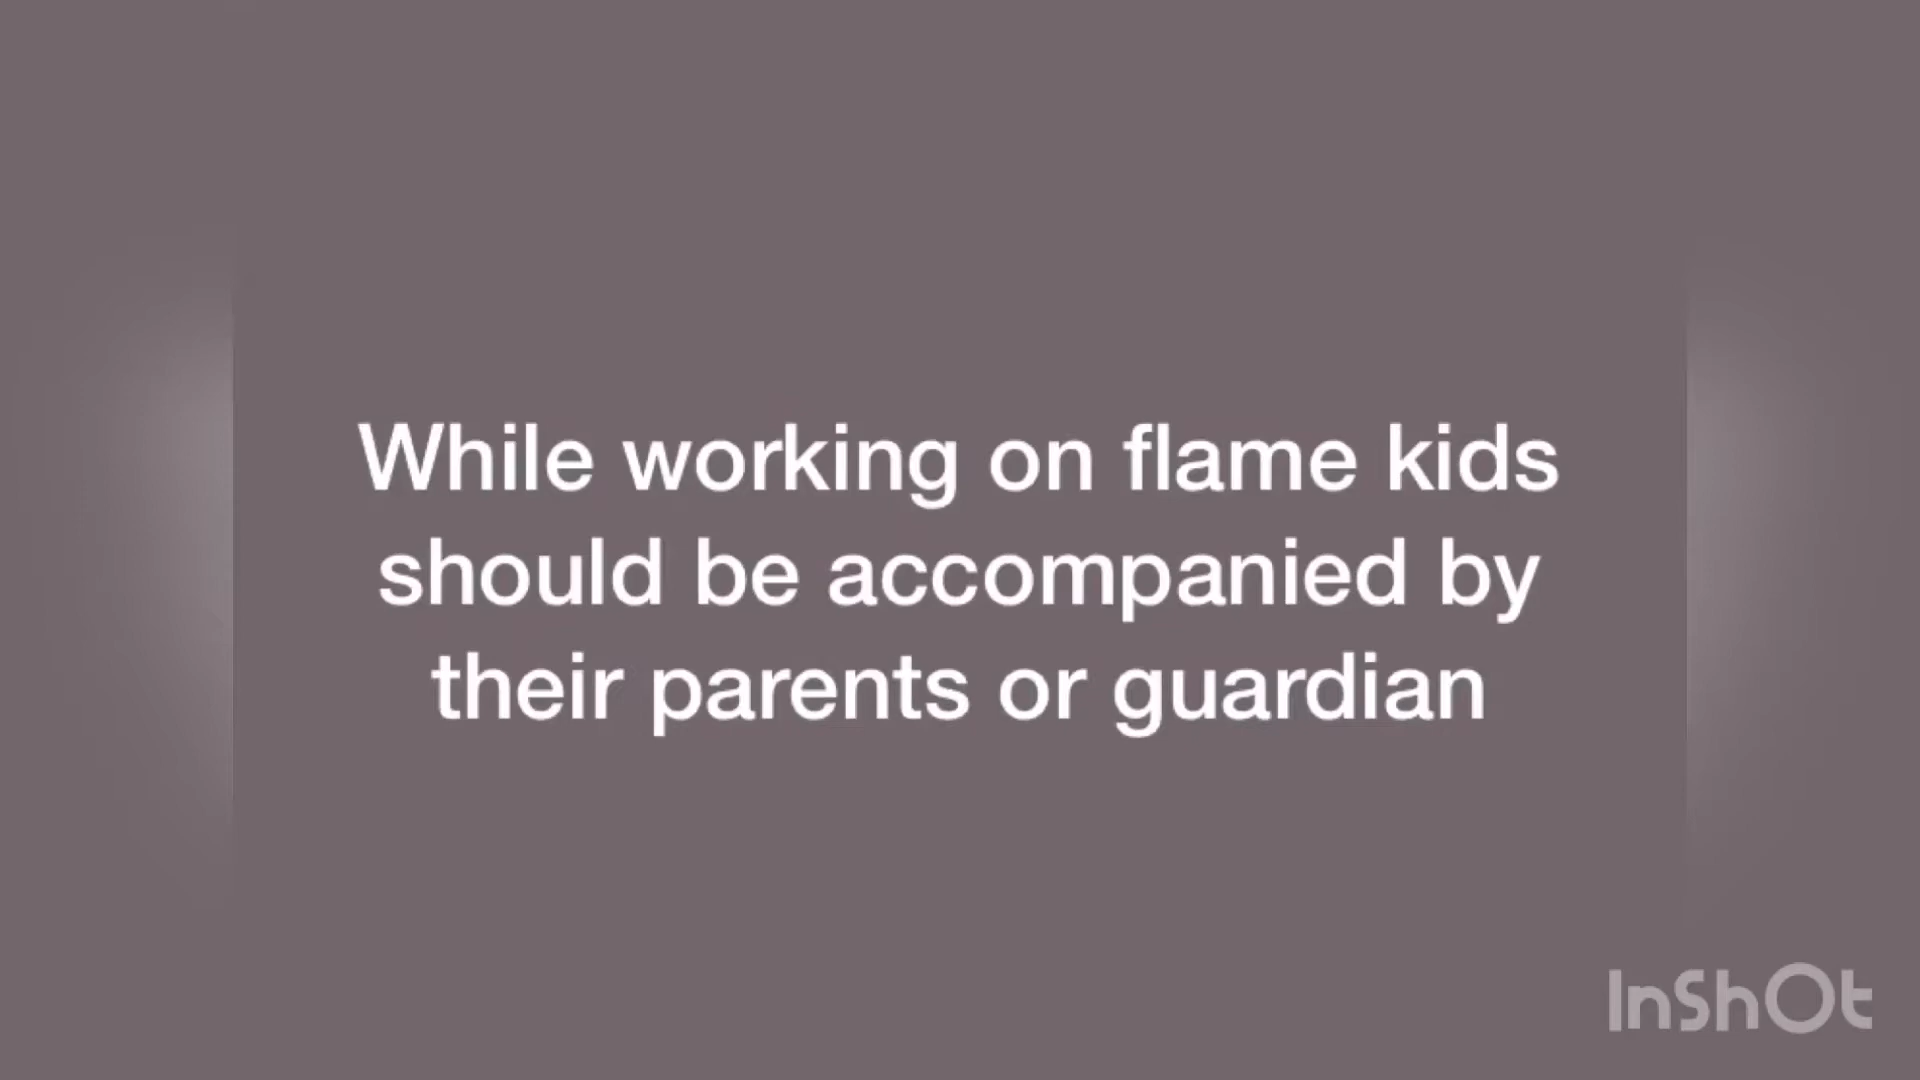 While working on flame kids
should be accompanied by
their parents or guardian
InShOt